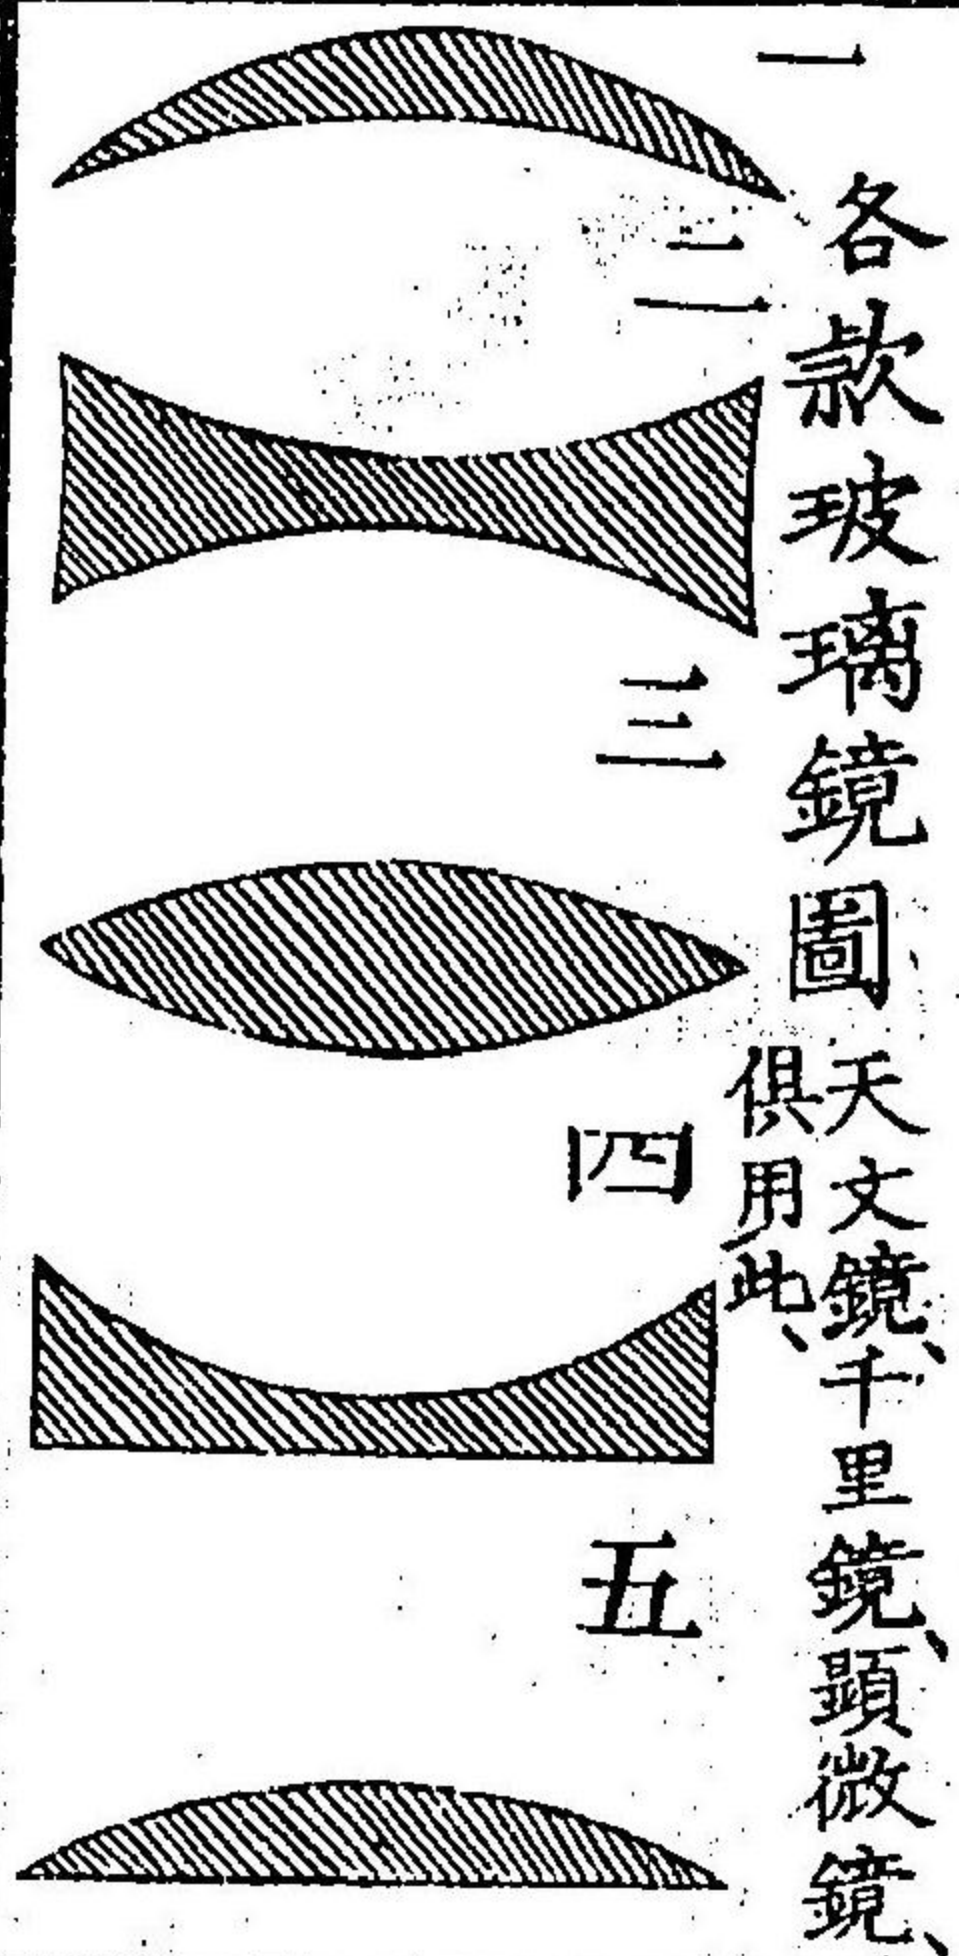 各款玻璃鏡圖
天文鏡、千里鏡、顯微鏡、
俱用此、
一
二
三
四
五